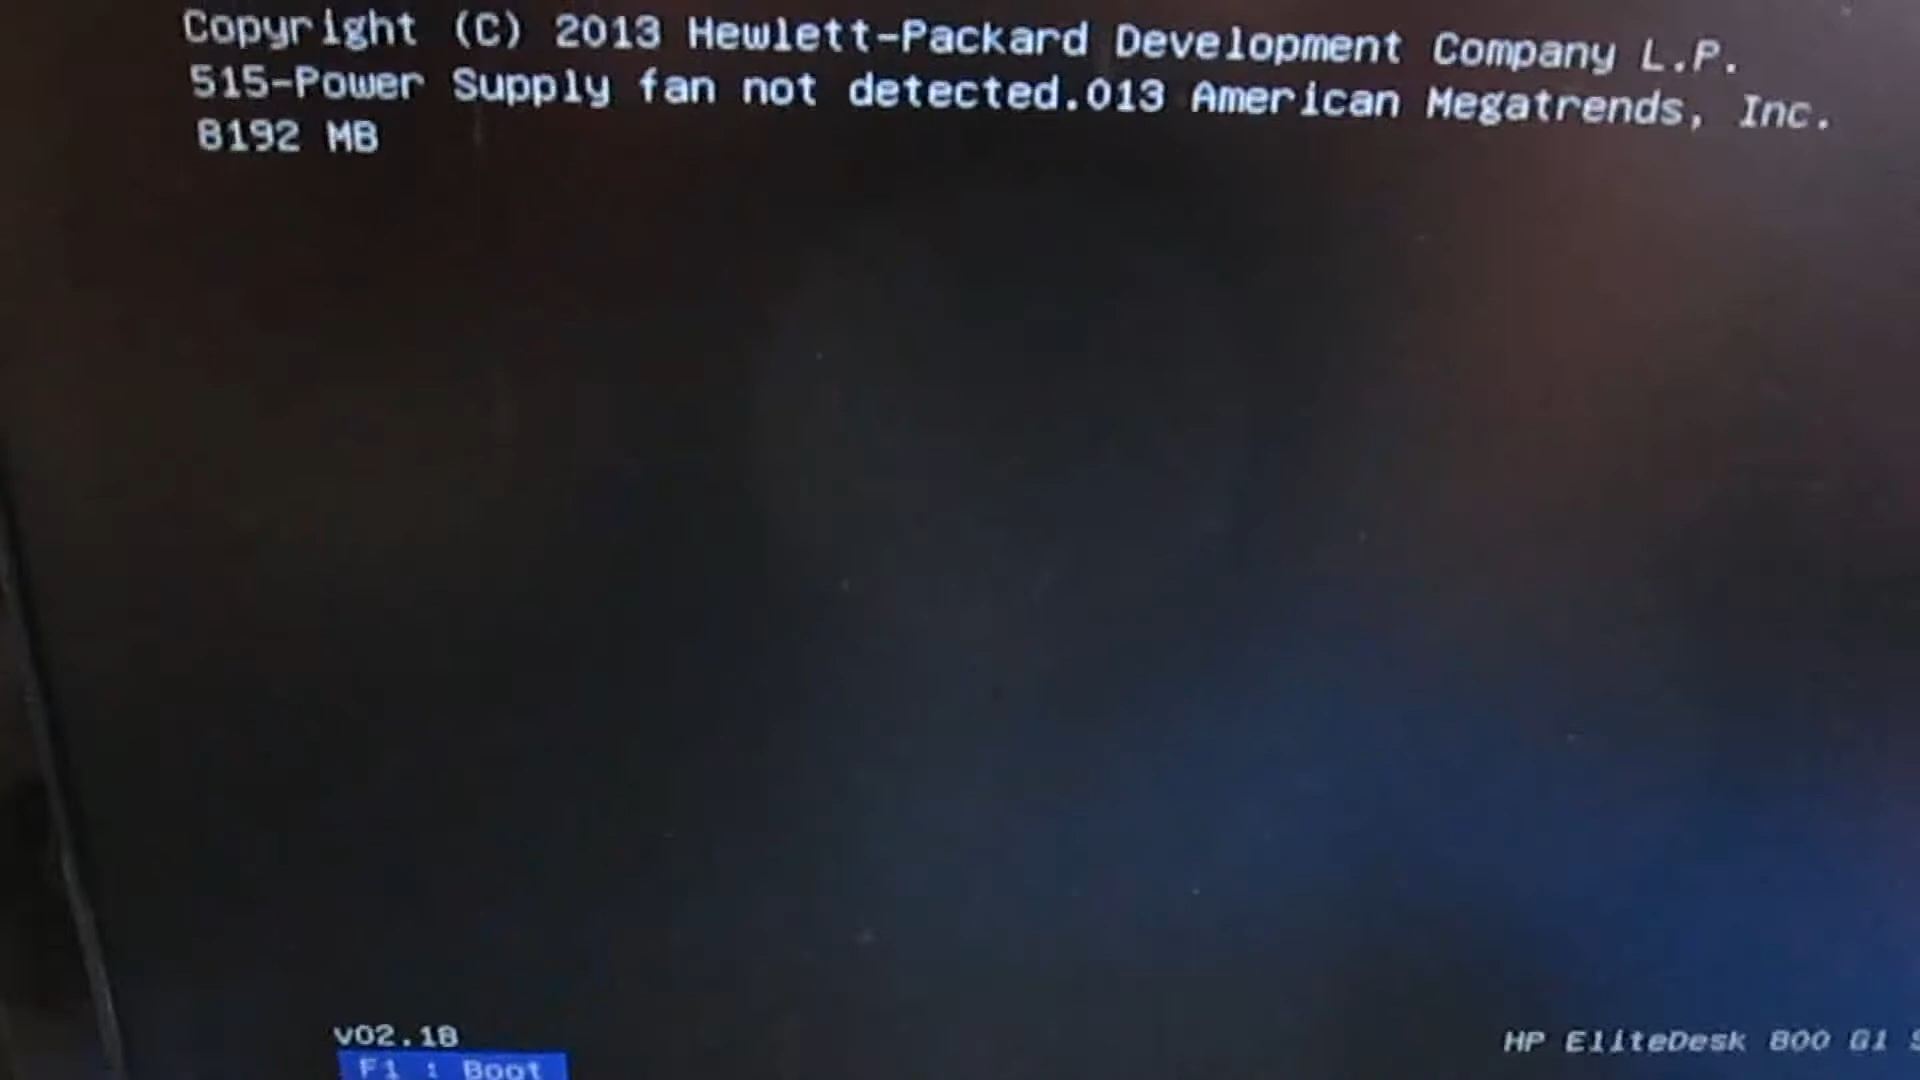 Copyright (C) 2013 Hewlett-Packard Development Company L.P.
515-Power Supply fan not detected.013 American Megatrends, Inc.
8192 MB
v02.18
HP EliteDesk 800 G1 S
F1 : Boot